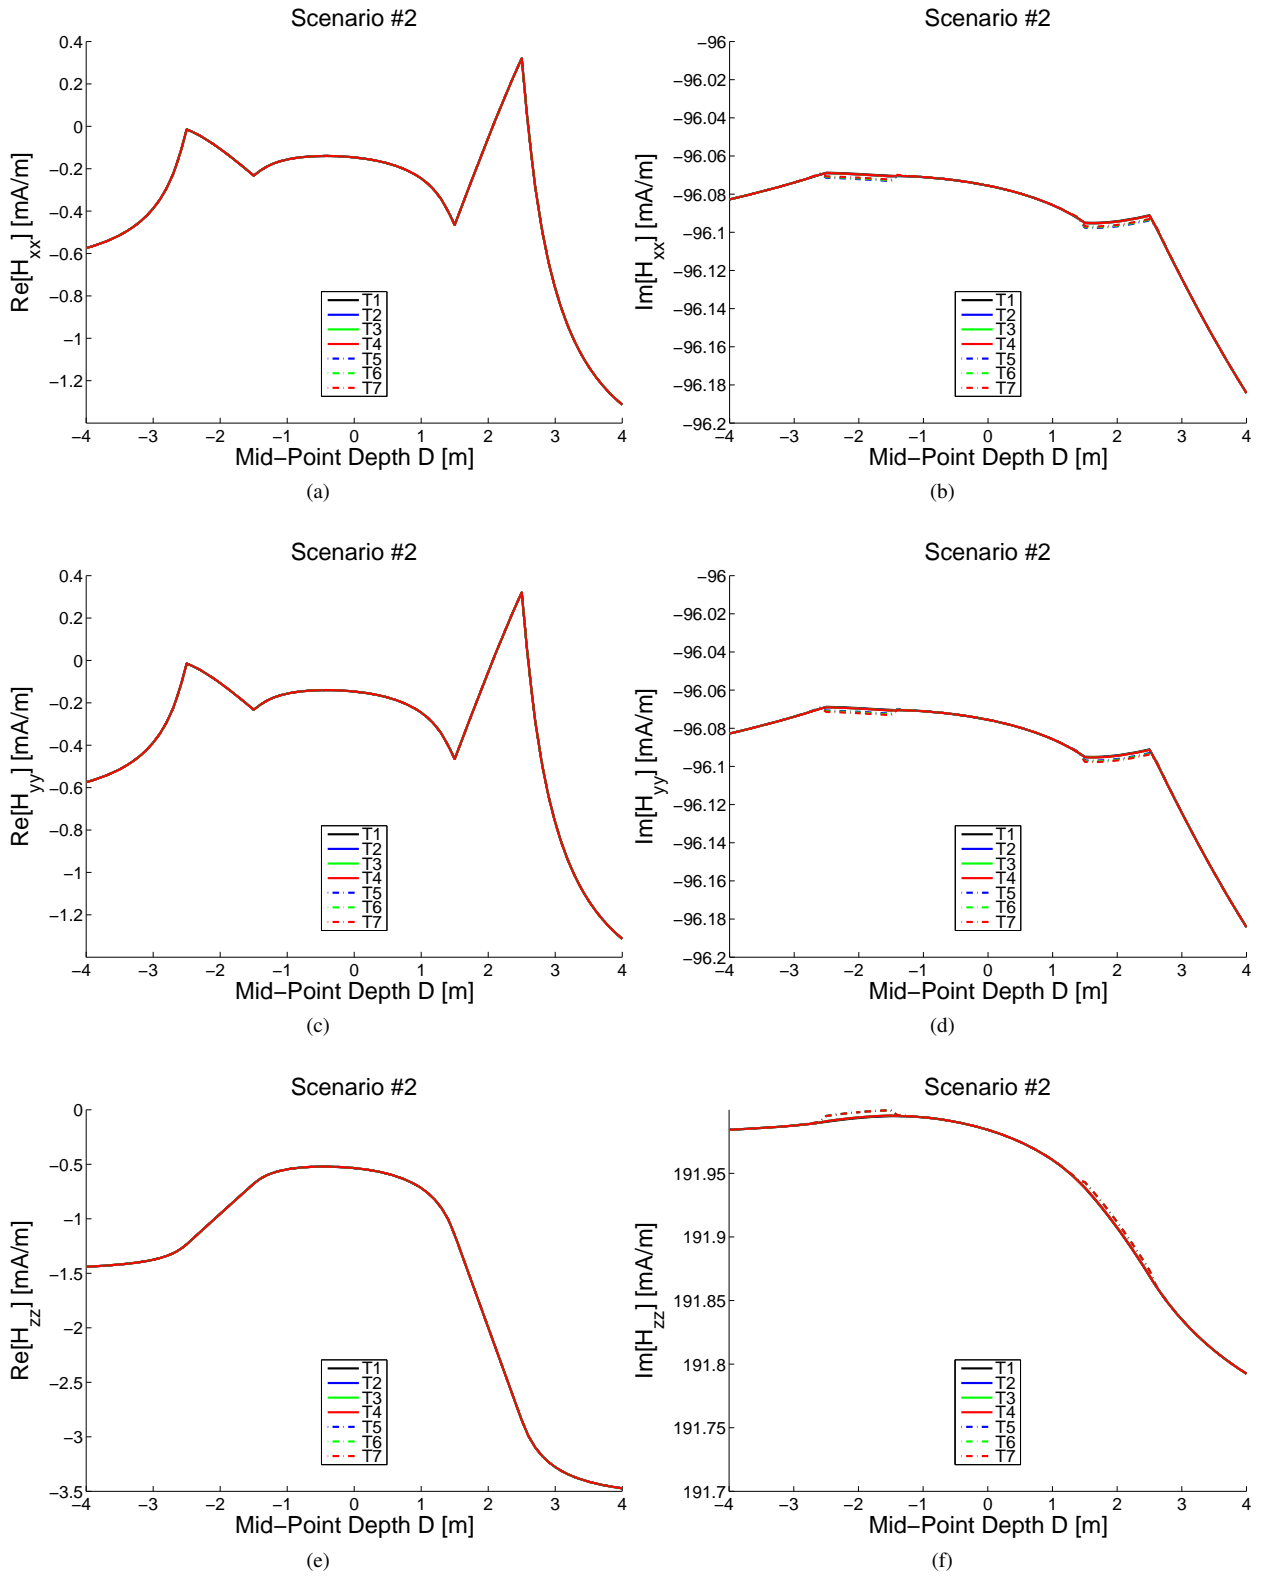 Scenario #2
0.4
0.2
0
−0.2
−0.4
−0.6
−0.8
−1
−1.2
Re[H_xx] [mA/m]
T1
T2
T3
T4
T5
T6
T7
−4 −3 −2 −1 0 1 2 3 4
Mid−Point Depth D [m]
(a)
Scenario #2
−96
−96.02
−96.04
−96.06
−96.08
−96.1
−96.12
−96.14
−96.16
−96.18
−96.2
Im[H_xx] [mA/m]
T1
T2
T3
T4
T5
T6
T7
−4 −3 −2 −1 0 1 2 3 4
Mid−Point Depth D [m]
(b)
Scenario #2
0.4
0.2
0
−0.2
−0.4
−0.6
−0.8
−1
−1.2
Re[H_yy] [mA/m]
T1
T2
T3
T4
T5
T6
T7
−4 −3 −2 −1 0 1 2 3 4
Mid−Point Depth D [m]
(c)
Scenario #2
−96
−96.02
−96.04
−96.06
−96.08
−96.1
−96.12
−96.14
−96.16
−96.18
−96.2
Im[H_yy] [mA/m]
T1
T2
T3
T4
T5
T6
T7
−4 −3 −2 −1 0 1 2 3 4
Mid−Point Depth D [m]
(d)
Scenario #2
0
−0.5
−1
−1.5
−2
−2.5
−3
−3.5
Re[H_zz] [mA/m]
T1
T2
T3
T4
T5
T6
T7
−4 −3 −2 −1 0 1 2 3 4
Mid−Point Depth D [m]
(e)
Scenario #2
191.95
191.9
191.85
191.8
191.75
191.7
Im[H_zz] [mA/m]
T1
T2
T3
T4
T5
T6
T7
−4 −3 −2 −1 0 1 2 3 4
Mid−Point Depth D [m]
(f)